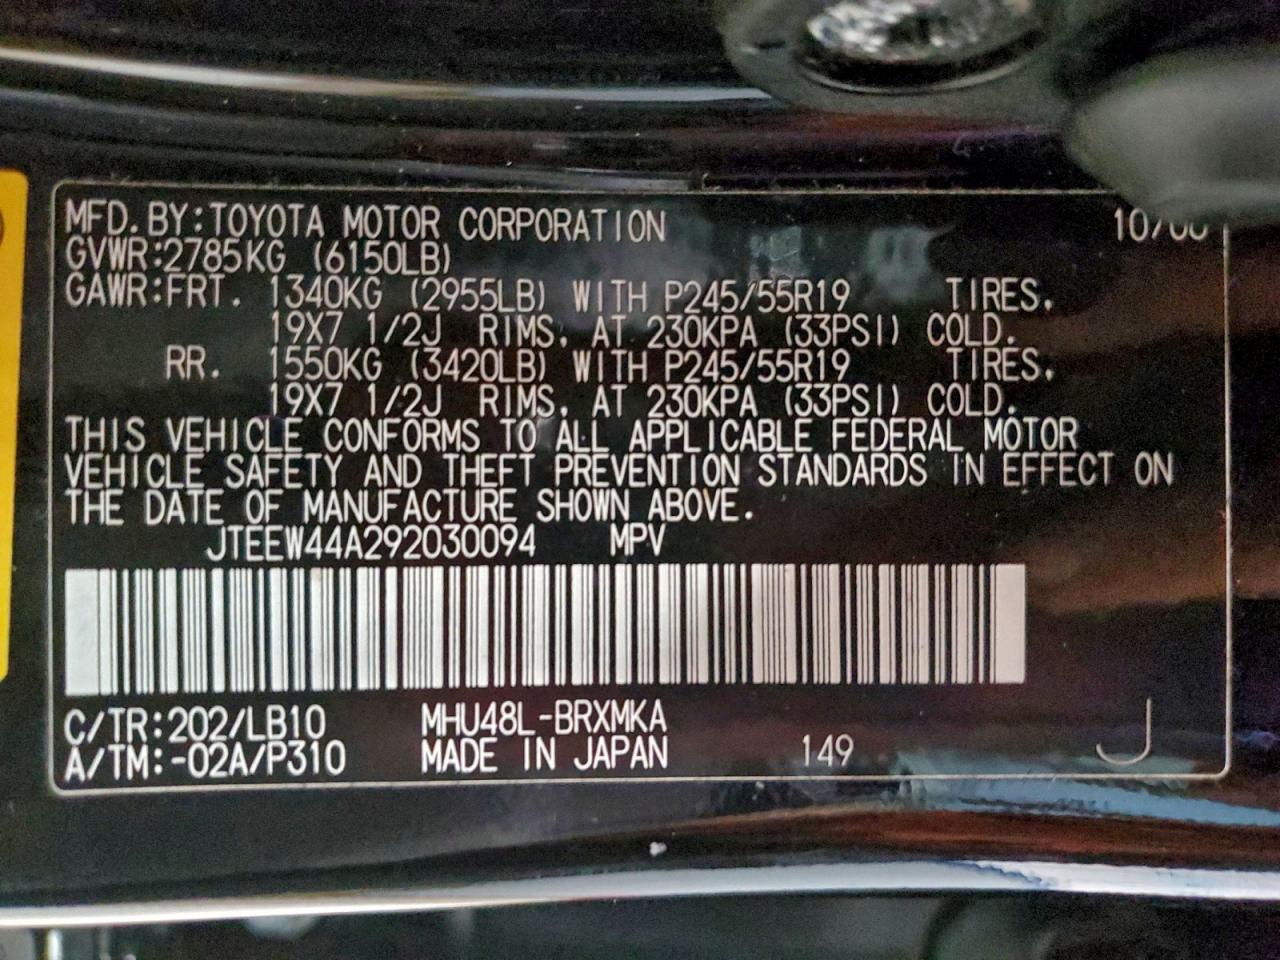 MFD.BY:TOYOTA MOTOR CORPORATION
GVWR:2785KG (6150LB)
GAWR:FRT. 1340KG (2955LB) WITH P245/55R19 TIRES,
19X7 1/2J RIMS, AT 230KPA (33PSI) COLD.
RR. 1550KG (3420LB) WITH P245/55R19 TIRES,
19X7 1/2J RIMS, AT 230KPA (33PSI) COLD.
THIS VEHICLE CONFORMS TO ALL APPLICABLE FEDERAL MOTOR
VEHICLE SAFETY AND THEFT PREVENTION STANDARDS IN EFFECT ON
THE DATE OF MANUFACTURE SHOWN ABOVE.
JTEEW44A292030094 MPV
C/TR:202/LB10 MHU48L-BRXMKA
A/TM:-02A/P310 MADE IN JAPAN 149 J